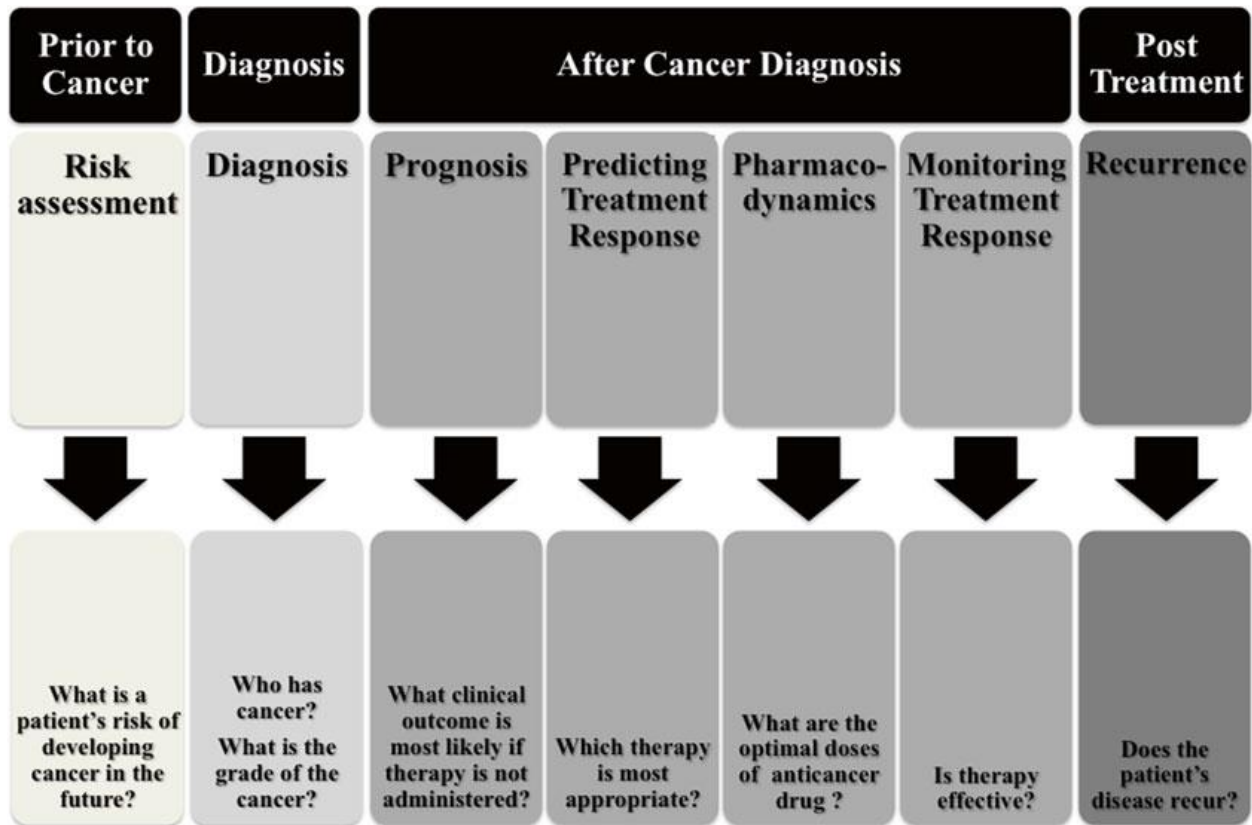 Prior to
Cancer
Diagnosis
After Cancer Diagnosis
Post
Treatment
Risk
assessment
Diagnosis
Prognosis
Predicting
Treatment
Response
Pharmaco-
dynamics
Monitoring
Treatment
Response
Recurrence
What is a
patient's risk of
developing
cancer in the
future?
Who has
cancer?
What is the
grade of the
cancer?
What clinical
outcome is
most likely if
therapy is not
administered?
Which therapy
is most
appropriate?
What are the
optimal doses
of anticancer
drug ?
Is therapy
effective?
Does the
patient's
disease recur?